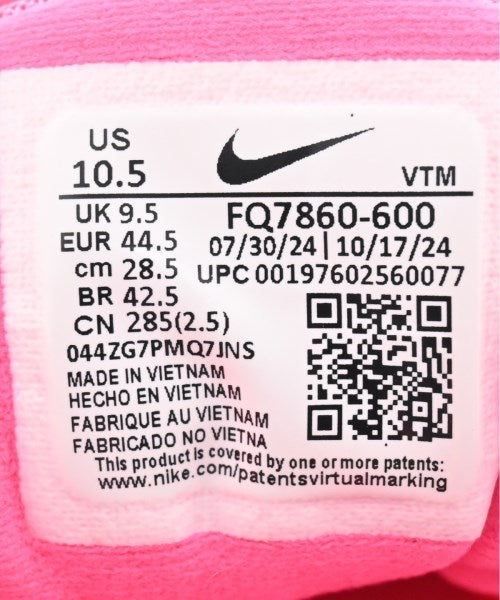 US
10.5
VTM
UK 9.5
EUR 44.5
cm 28.5
BR 42.5
CN 285(2.5)
FQ7860-600
07/30/24 | 10/17/24
UPC 00197602560077
044ZG7PMQ7JNS
MADE IN VIETNAM
HECHO EN VIETNAM
FABRIQUE AU VIETNAM
FABRICADO NO VIETNA
This product is covered by one or more patents:
www.nike.com/patentsvirtualmarking